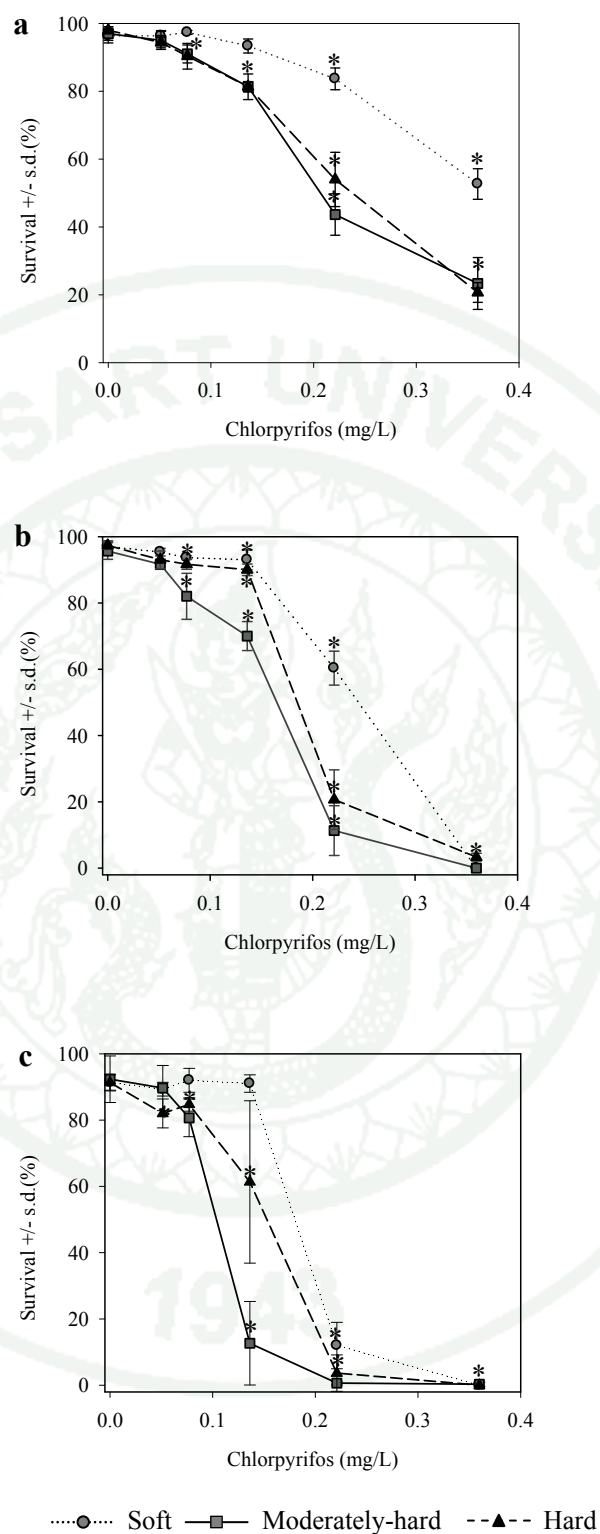 a
100
80
60
40
20
0
Survival +/- s.d.(%)
0.0 0.1 0.2 0.3 0.4
Chlorpyrifos (mg/L)
b
100
80
60
40
20
0
Survival +/- s.d.(%)
0.0 0.1 0.2 0.3 0.4
Chlorpyrifos (mg/L)
c
100
80
60
40
20
0
Survival +/- s.d.(%)
0.0 0.1 0.2 0.3 0.4
Chlorpyrifos (mg/L)
Soft Moderately-hard Hard
SART UNIVERS
1943